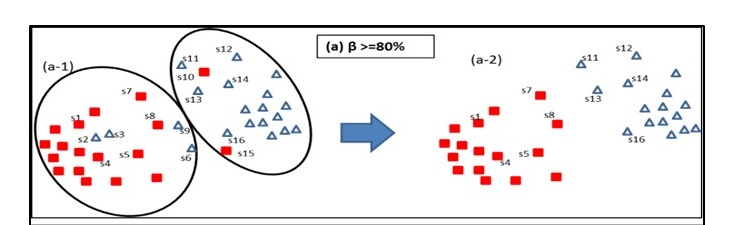 (a) β >=80%
(a-1)
s11
s12
s10
s14
s13
s7
s1
s8
s9
s2
s3
s16
s15
s6
s5
s4
(a-2)
s11
s12
s14
s13
s7
s1
s8
s16
s5
s4